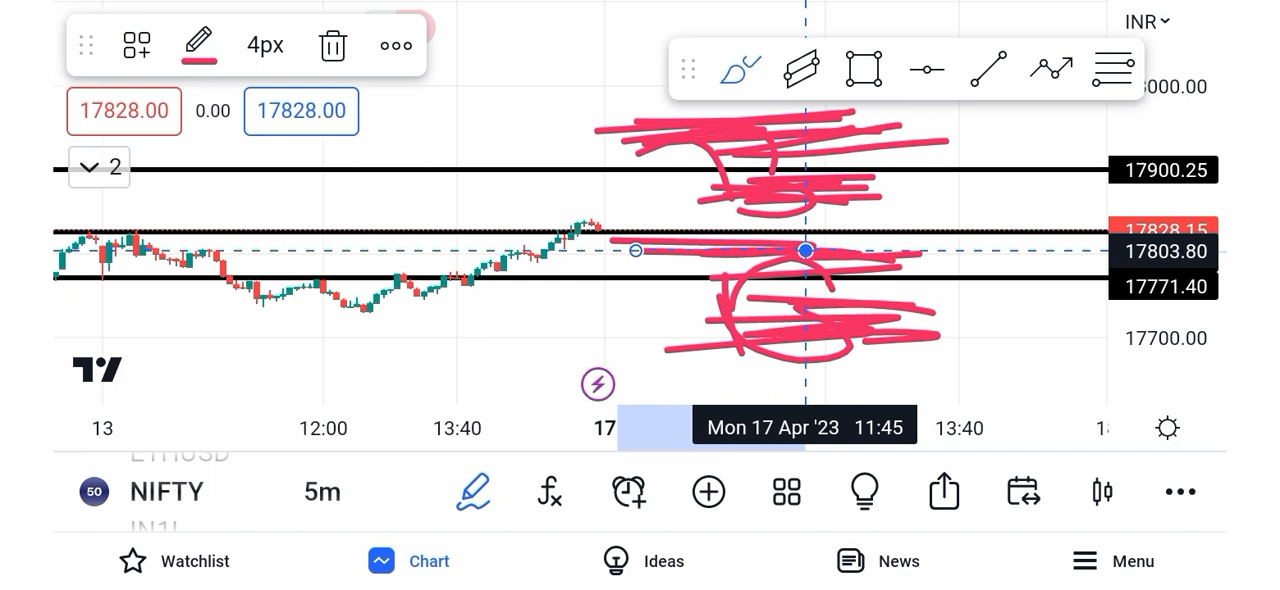 4px
INR
17828.00 0.00 17828.00
2
17900.25
17828.15
17803.80
17771.40
17700.00
13 12:00 13:40 17 Mon 17 Apr '23 11:45 13:40
ETHUSD
50 NIFTY 5m
Watchlist Chart Ideas News Menu